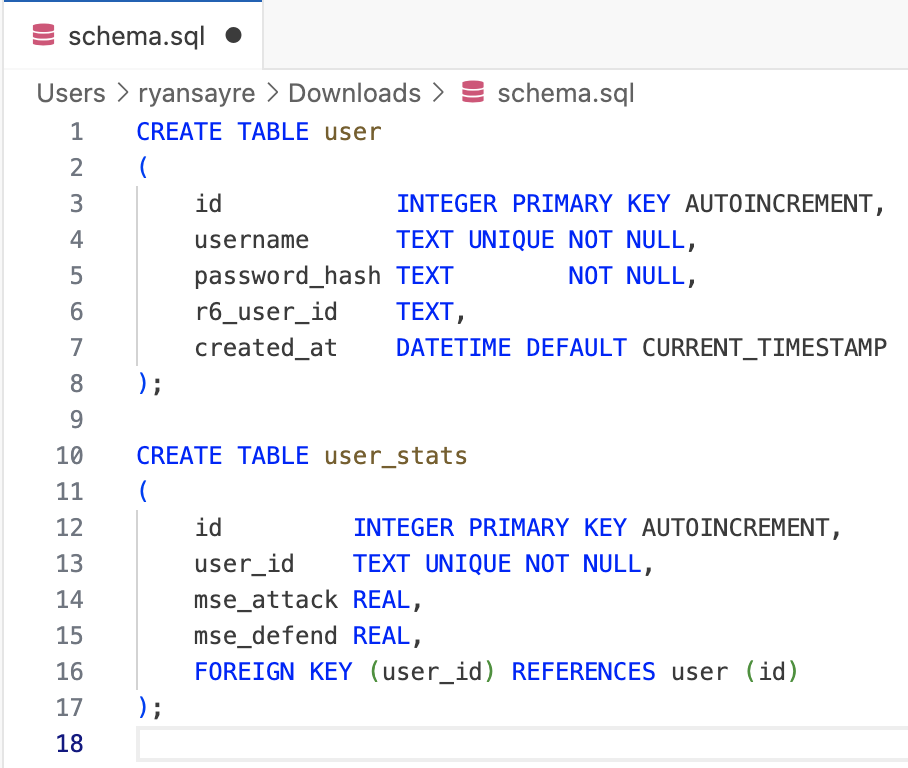 schema.sql
Users > ryansayre > Downloads > schema.sql
1 CREATE TABLE user
2 (
3     id            INTEGER PRIMARY KEY AUTOINCREMENT,
4     username      TEXT UNIQUE NOT NULL,
5     password_hash TEXT        NOT NULL,
6     r6_user_id    TEXT,
7     created_at    DATETIME DEFAULT CURRENT_TIMESTAMP
8 );
9
10 CREATE TABLE user_stats
11 (
12     id         INTEGER PRIMARY KEY AUTOINCREMENT,
13     user_id    TEXT UNIQUE NOT NULL,
14     mse_attack REAL,
15     mse_defend REAL,
16     FOREIGN KEY (user_id) REFERENCES user (id)
17 );
18